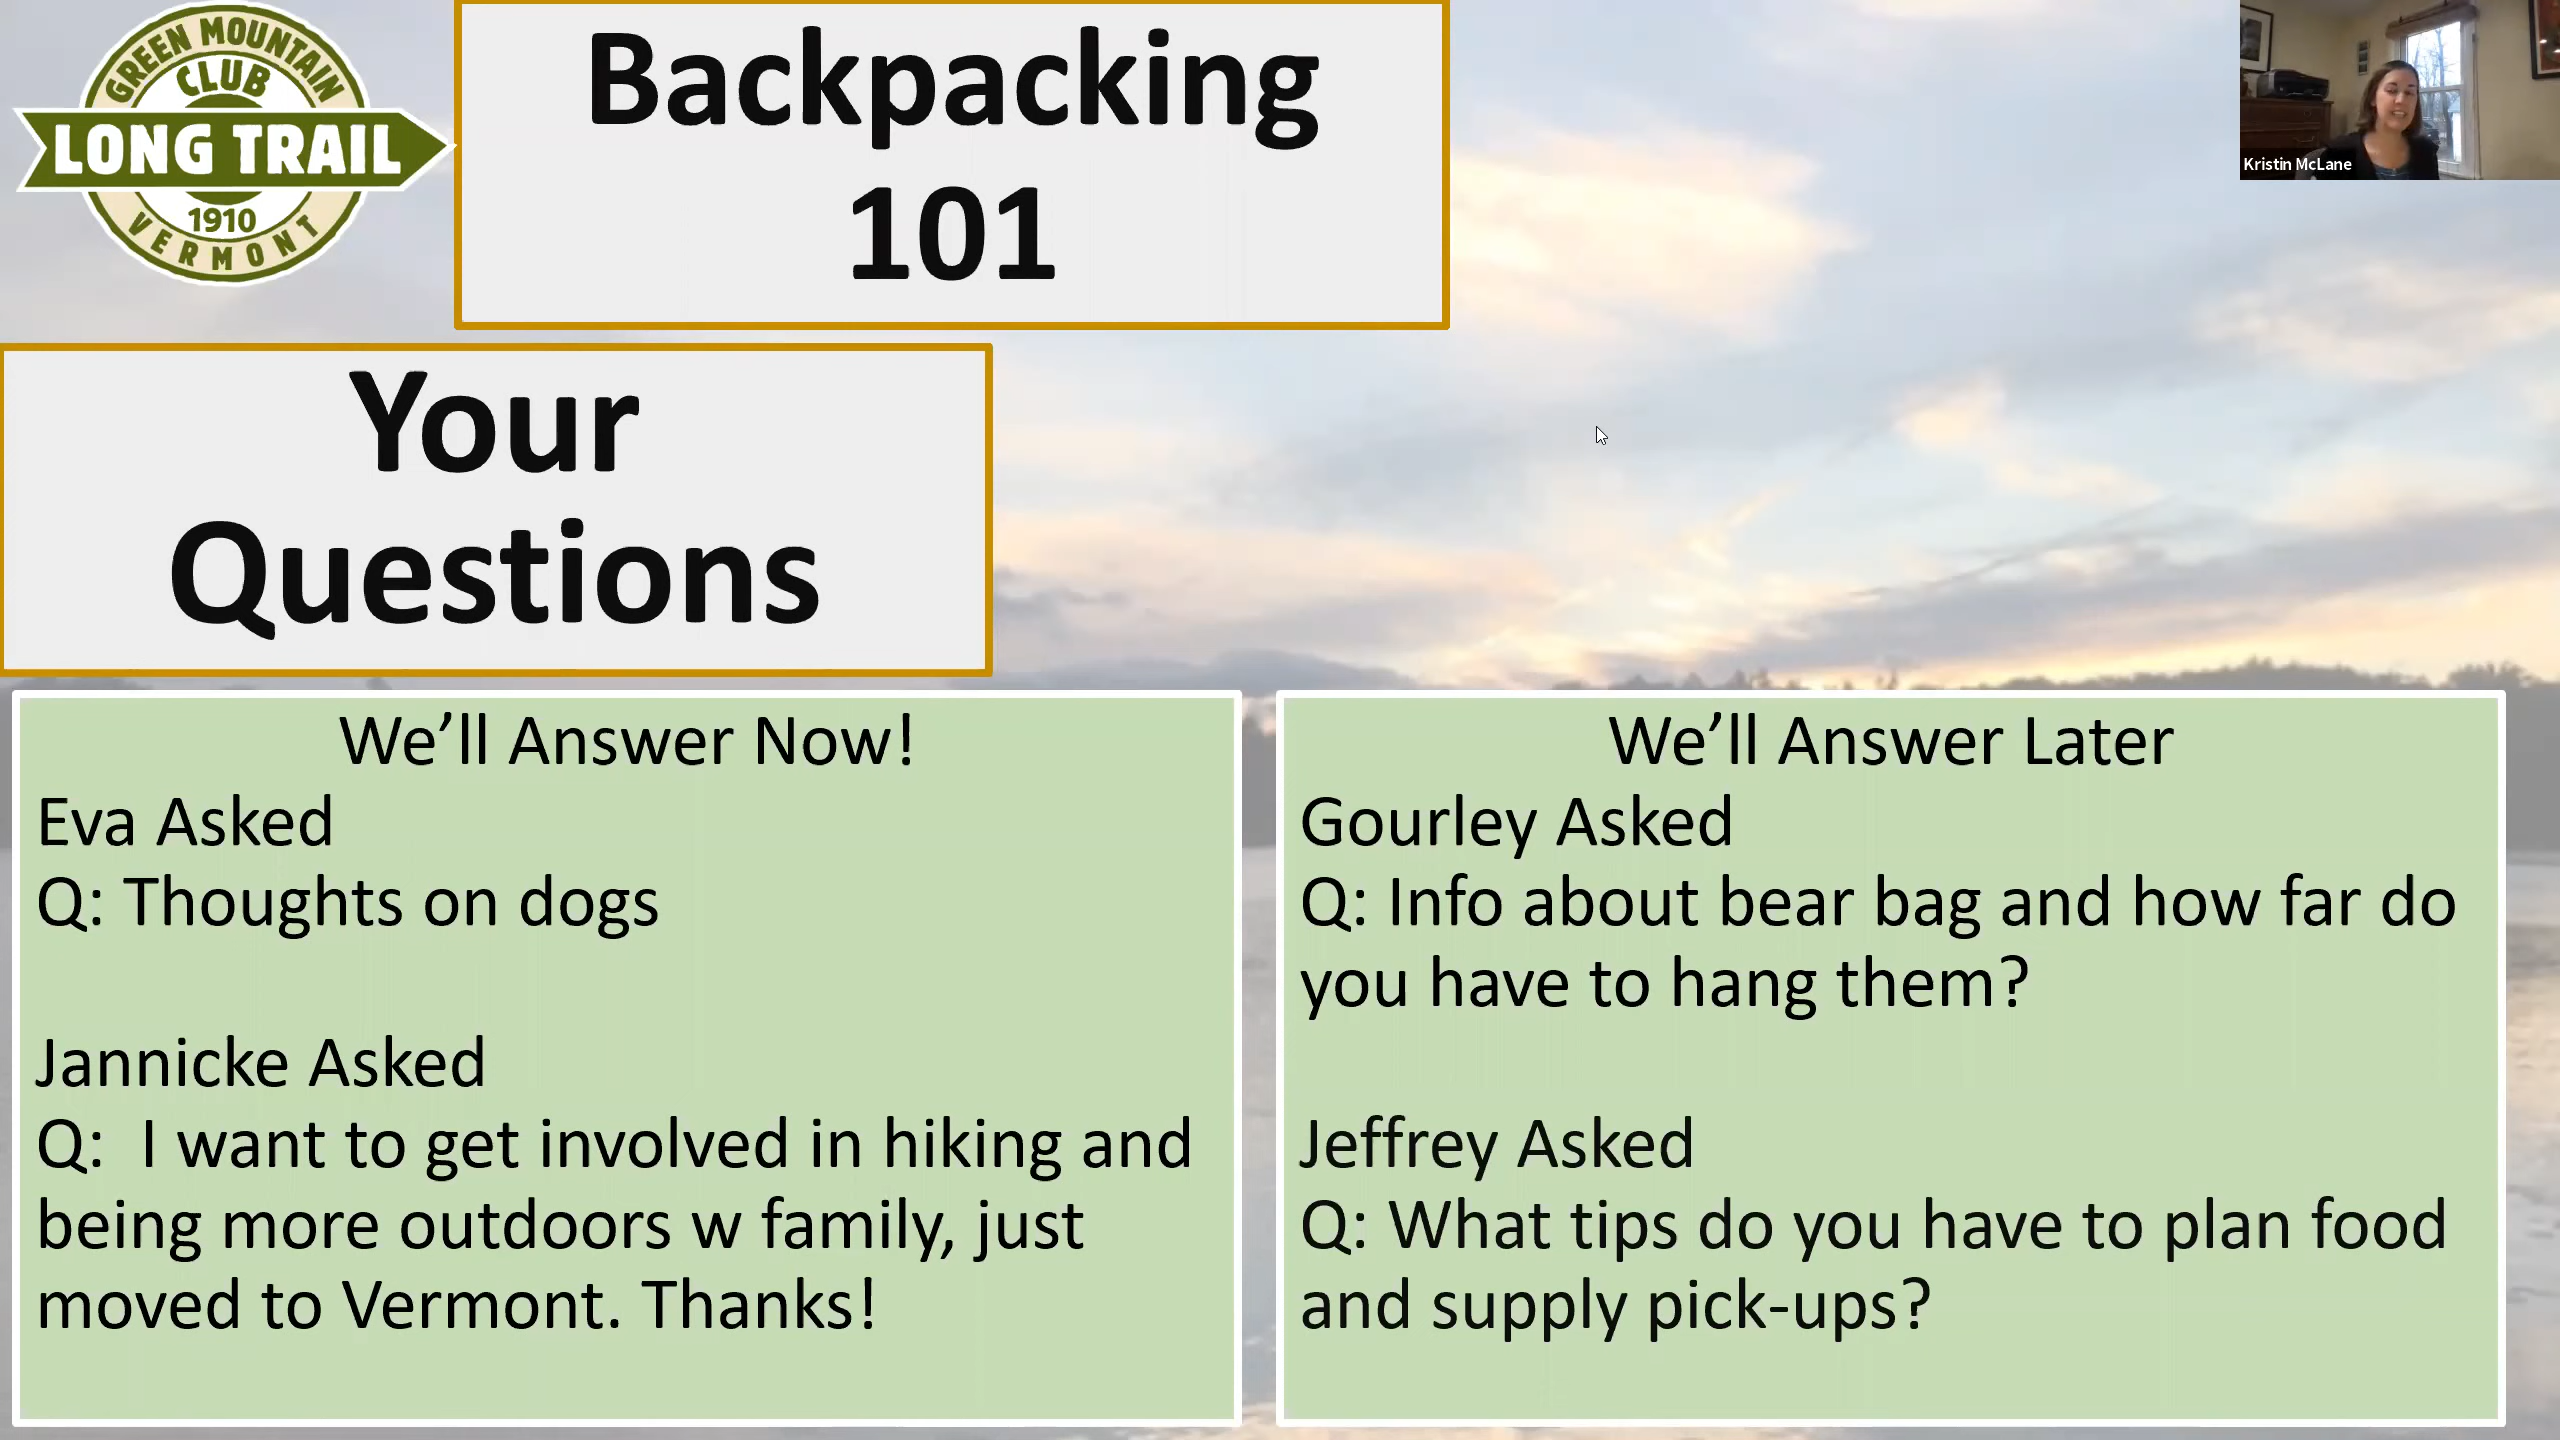 GREEN MOUNTAIN
CLUB
LONG TRAIL
1910
VERMONT
Backpacking
101
Kristin McLane
Your
Questions
We’ll Answer Now!
Eva Asked
Q: Thoughts on dogs
Jannicke Asked
Q:  I want to get involved in hiking and
being more outdoors w family, just
moved to Vermont. Thanks!
We’ll Answer Later
Gourley Asked
Q: Info about bear bag and how far do
you have to hang them?
Jeffrey Asked
Q: What tips do you have to plan food
and supply pick-ups?